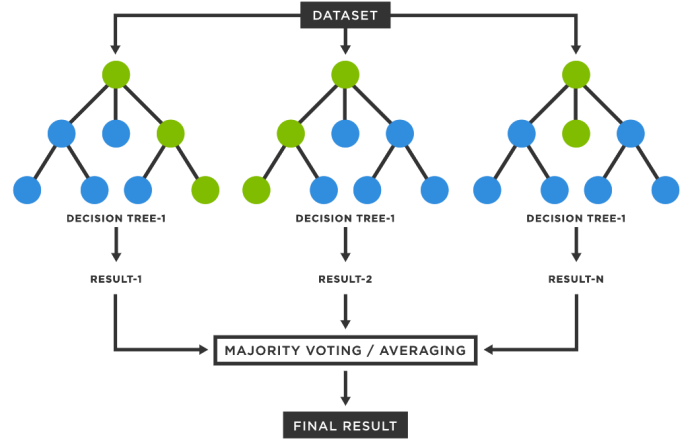 DATASET
DECISION TREE-1
DECISION TREE-1
DECISION TREE-1
RESULT-1
RESULT-2
RESULT-N
MAJORITY VOTING / AVERAGING
FINAL RESULT